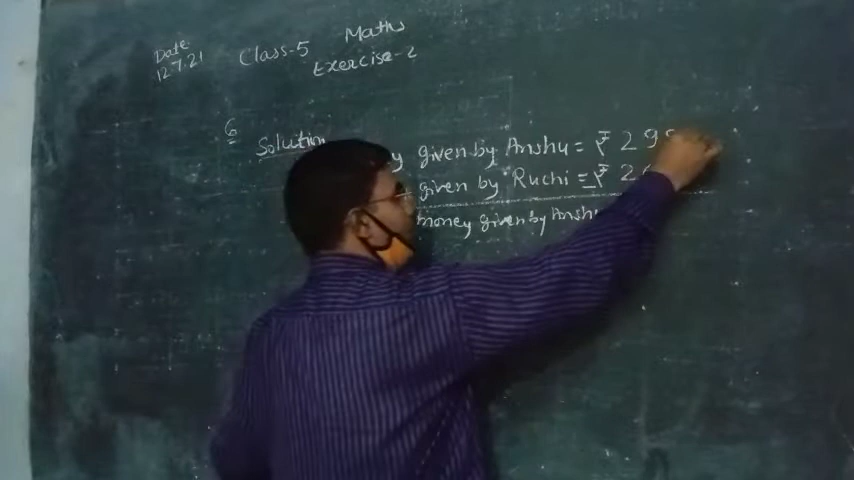 Maths
Date
12.7.21
Class-5
Exercise-2
6
Solution
given by Anshu = ₹ 29
given by Ruchi = ₹ 2
money given by Anshu